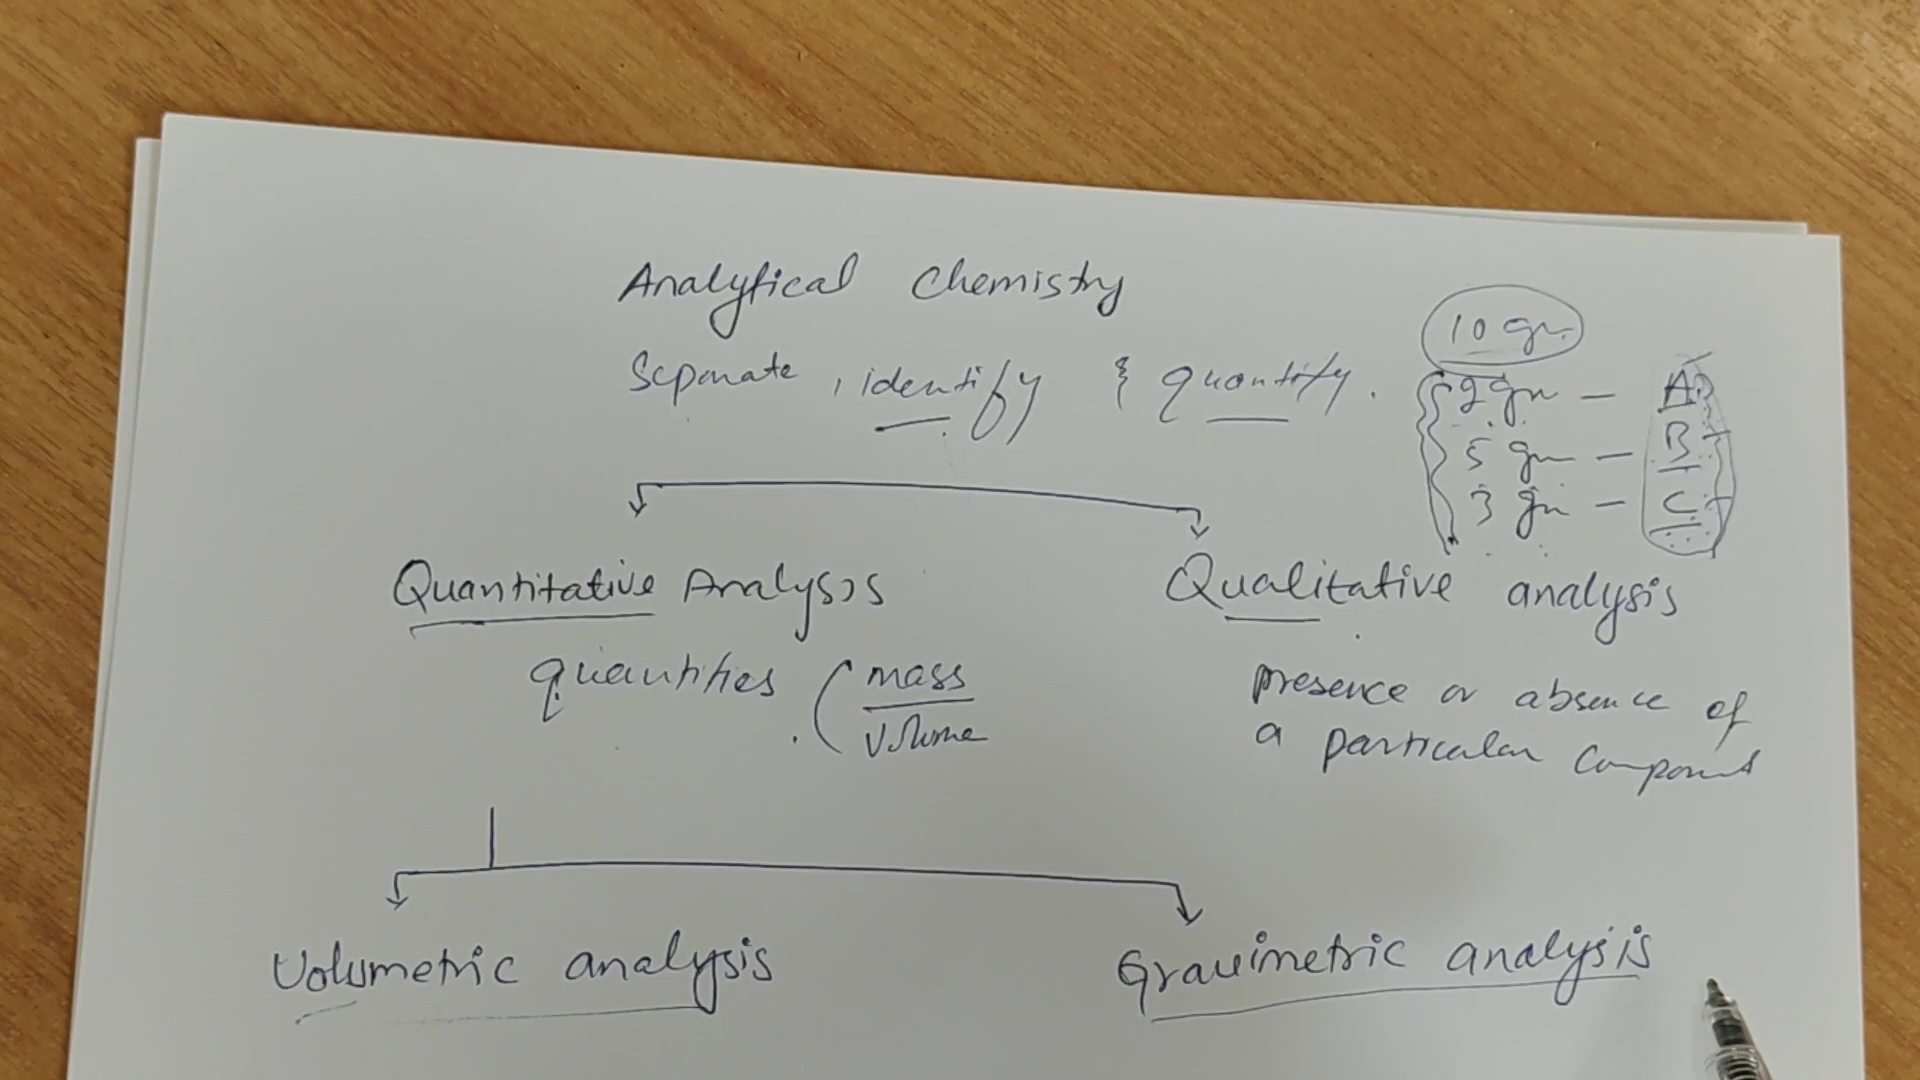 Analytical Chemistry
Separate, identify & quantify.
10 gm
2 gm — A
5 gm — B
3 gm — C
Quantitative Analysis
Qualitative analysis
quantities. ( mass
volume
presence or absence of
a particular component
Volumetric analysis
Gravimetric analysis